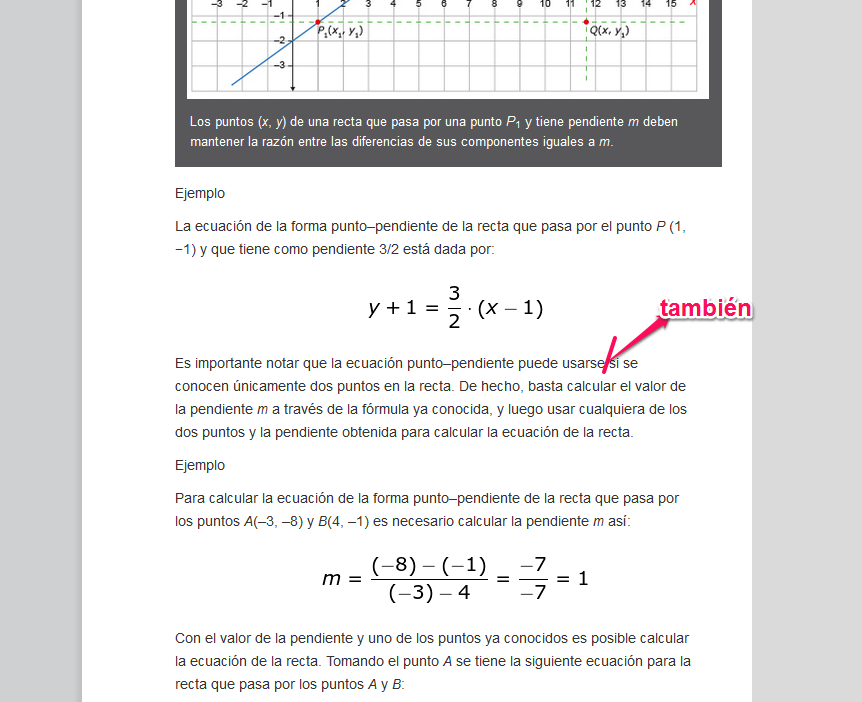 −3 −2 −1 1 2 3 4 5 6 7 8 9 10 11 12 13 14 15 X
−1
P₁(x₁, y₁) Q(x, y₁)
−2
−3
Los puntos (x, y) de una recta que pasa por una punto P₁ y tiene pendiente m deben
mantener la razón entre las diferencias de sus componentes iguales a m.
Ejemplo
La ecuación de la forma punto–pendiente de la recta que pasa por el punto P (1,
−1) y que tiene como pendiente 3/2 está dada por:
y + 1 = 3/2 · (x − 1)
también
Es importante notar que la ecuación punto–pendiente puede usarse si se
conocen únicamente dos puntos en la recta. De hecho, basta calcular el valor de
la pendiente m a través de la fórmula ya conocida, y luego usar cualquiera de los
dos puntos y la pendiente obtenida para calcular la ecuación de la recta.
Ejemplo
Para calcular la ecuación de la forma punto–pendiente de la recta que pasa por
los puntos A(–3, –8) y B(4, –1) es necesario calcular la pendiente m así:
m = (−8) − (−1) / (−3) − 4 = −7 / −7 = 1
Con el valor de la pendiente y uno de los puntos ya conocidos es posible calcular
la ecuación de la recta. Tomando el punto A se tiene la siguiente ecuación para la
recta que pasa por los puntos A y B: